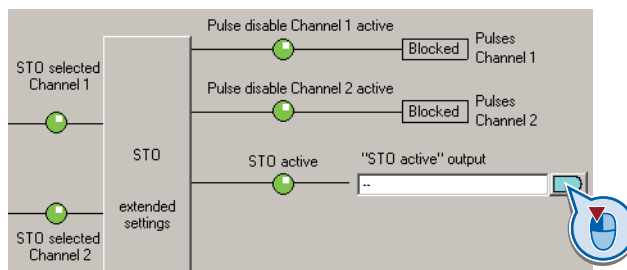 Pulse disable Channel 1 active
Blocked
Pulses
Channel 1
STO selected
Channel 1
Pulse disable Channel 2 active
Blocked
Pulses
Channel 2
STO
extended
settings
STO active
"STO active" output
--
STO selected
Channel 2